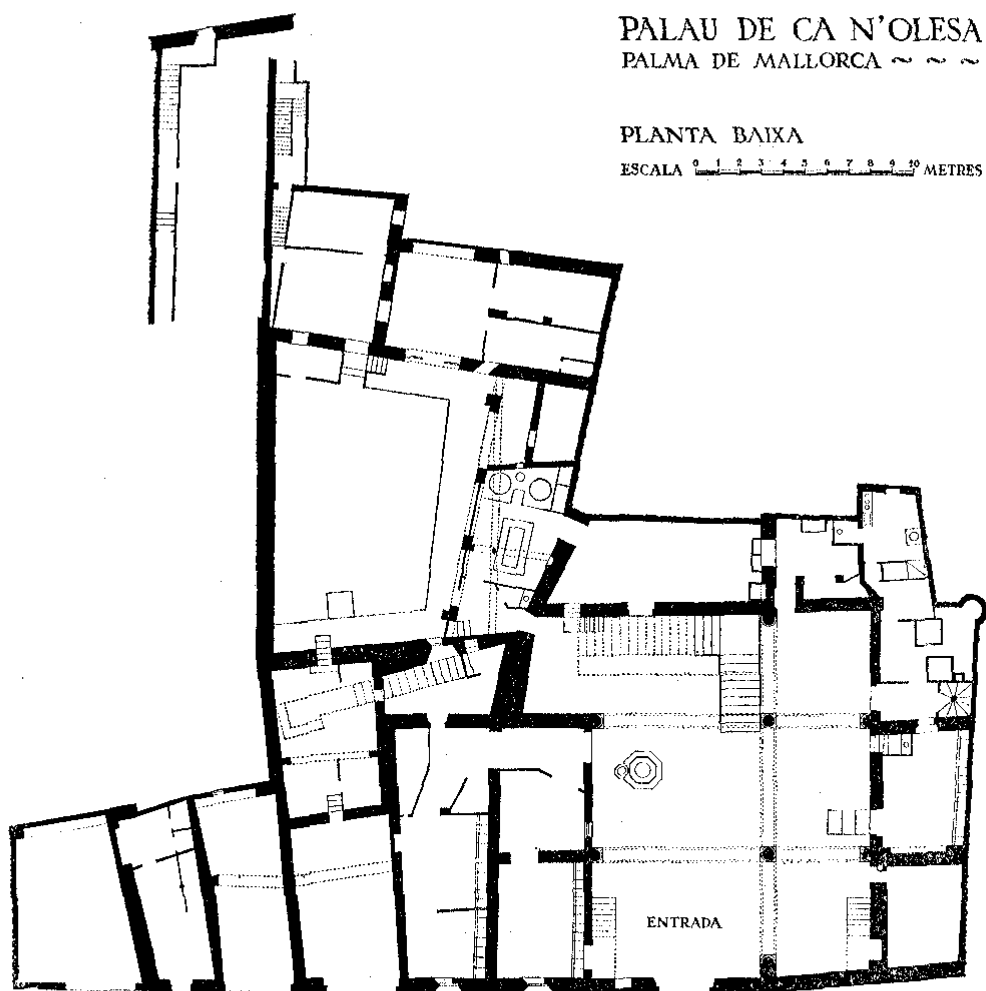 PALAU DE CA N'OLESA
PALMA DE MALLORCA ~ ~ ~
PLANTA BAIXA
ESCALA 0 1 2 3 4 5 6 7 8 9 10 METRES
ENTRADA